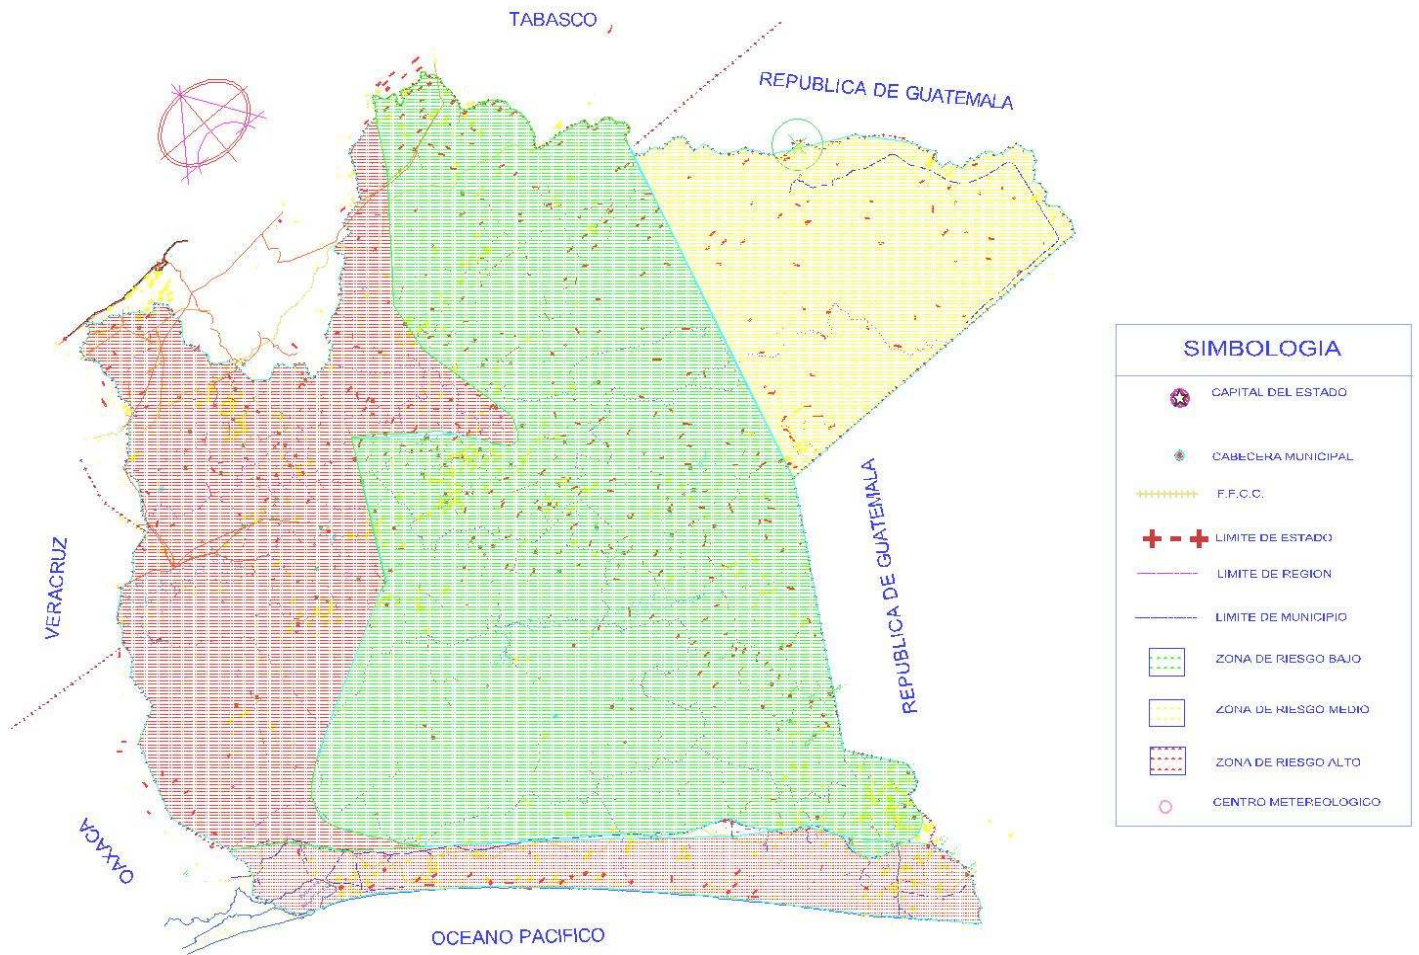 TABASCO
REPUBLICA DE GUATEMALA
VERACRUZ
REPUBLICA DE GUATEMALA
OAXACA
OCEANO PACIFICO
SIMBOLOGIA
CAPITAL DEL ESTADO
CABECERA MUNICIPAL
F.F.C.C.
LIMITE DE ESTADO
LIMITE DE REGION
LIMITE DE MUNICIPIO
ZONA DE RIESGO BAJO
ZONA DE RIESGO MEDIO
ZONA DE RIESGO ALTO
CENTRO METEREOLOGICO